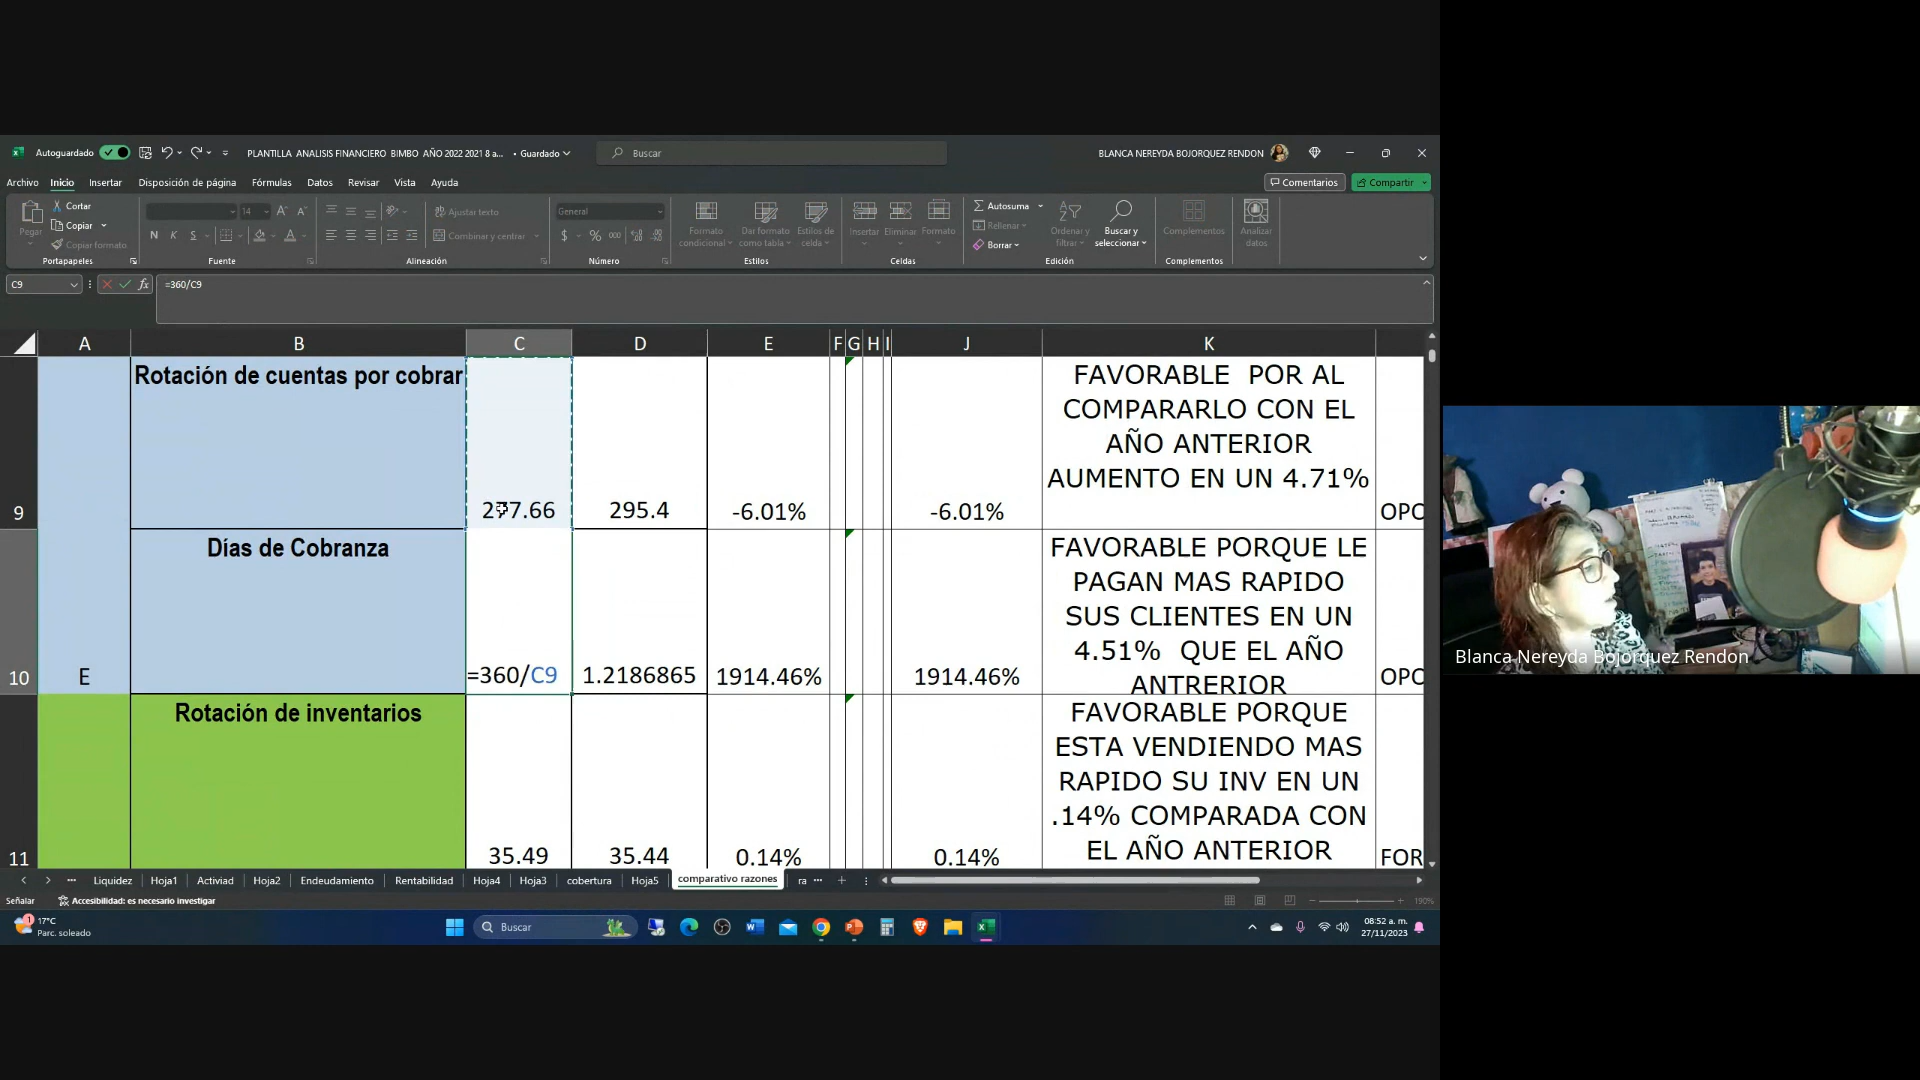 Autoguardado
PLANTILLA ANALISIS FINANCIERO BIMBO AÑO 2022 2021 8 a... • Guardado
Buscar
BLANCA NEREYDA BOJORQUEZ RENDON
Archivo Inicio Insertar Disposición de página Fórmulas Datos Revisar Vista Ayuda
Comentarios Compartir
Pegar
Cortar
Copiar
Copiar formato
Portapapeles
14
N K S
Fuente
Ajustar texto
Combinar y centrar
Alineación
General
$ % 000
Número
Formato condicional
Dar formato como tabla
Estilos de celda
Estilos
Insertar Eliminar Formato
Celdas
Autosuma
Rellenar
Borrar
Ordenar y filtrar
Buscar y seleccionar
Edición
Complementos
Complementos
Analizar datos
C9
fx
=360/C9
A B C D E F G H I J K
9
Rotación de cuentas por cobrar
277.66 295.4 -6.01% -6.01%
FAVORABLE POR AL
COMPARARLO CON EL
AÑO ANTERIOR
AUMENTO EN UN 4.71%
OPC
10
E
Días de Cobranza
=360/C9 1.2186865 1914.46% 1914.46%
FAVORABLE PORQUE LE
PAGAN MAS RAPIDO
SUS CLIENTES EN UN
4.51% QUE EL AÑO
ANTRERIOR
OPC
11
Rotación de inventarios
35.49 35.44 0.14% 0.14%
FAVORABLE PORQUE
ESTA VENDIENDO MAS
RAPIDO SU INV EN UN
.14% COMPARADA CON
EL AÑO ANTERIOR
FOR
Liquidez Hoja1 Activiad Hoja2 Endeudamiento Rentabilidad Hoja4 Hoja3 cobertura Hoja5 comparativo razones ra
Señalar
Accesibilidad: es necesario investigar
190%
1
17°C
Parc. soleado
Buscar
08:52 a. m.
27/11/2023
Blanca Nereyda Bojorquez Rendon